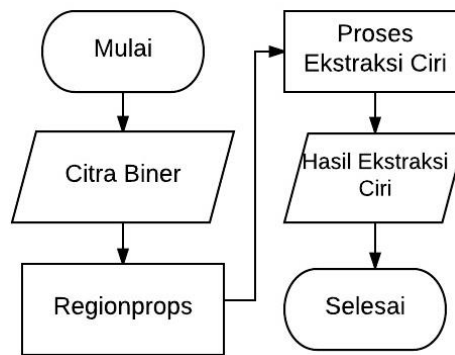 Mulai
Citra Biner
Regionprops
Proses
Ekstraksi Ciri
Hasil Ekstraksi
Ciri
Selesai